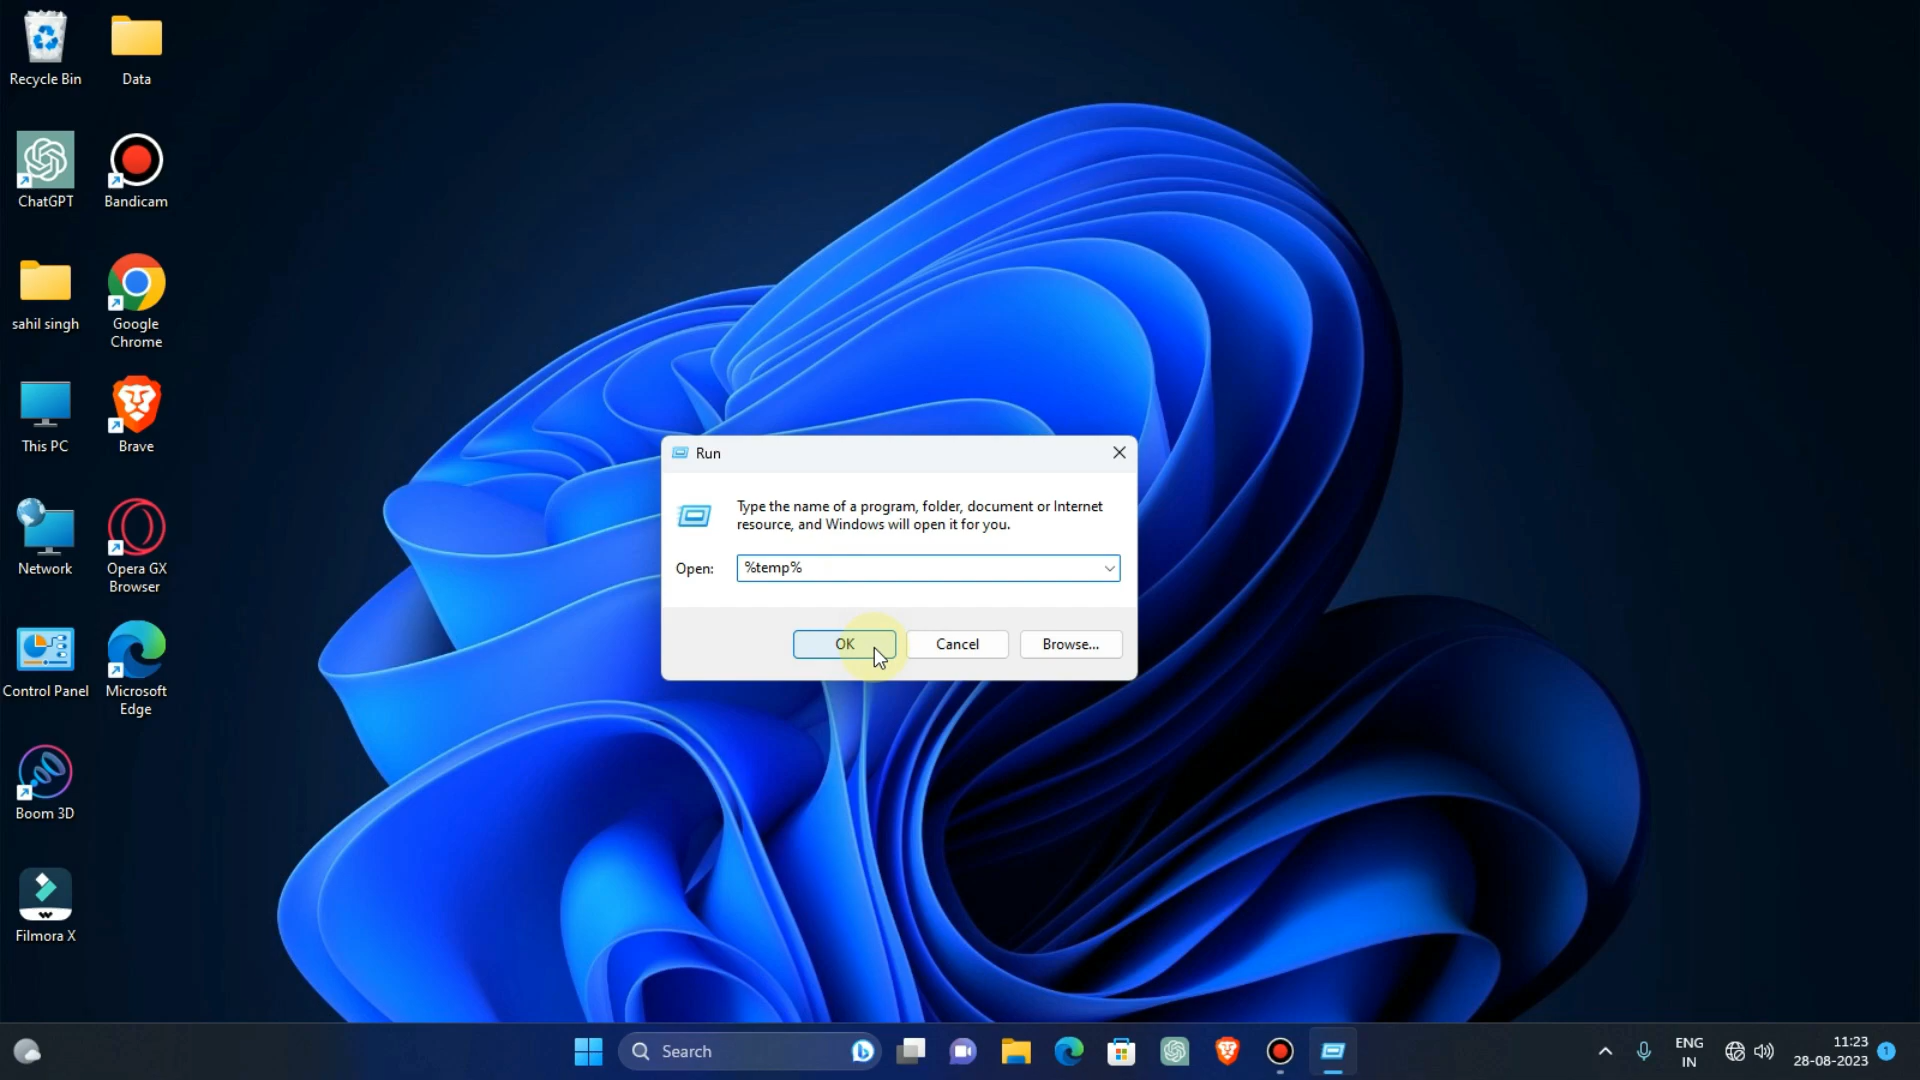 Recycle Bin
Data
ChatGPT
Bandicam
sahil singh
Google
Chrome
This PC
Brave
Network
Opera GX
Browser
Control Panel
Microsoft
Edge
Boom 3D
Filmora X
Run
Type the name of a program, folder, document or Internet
resource, and Windows will open it for you.
Open: %temp%
OK Cancel Browse...
Search
ENG
IN
11:23
28-08-2023
1